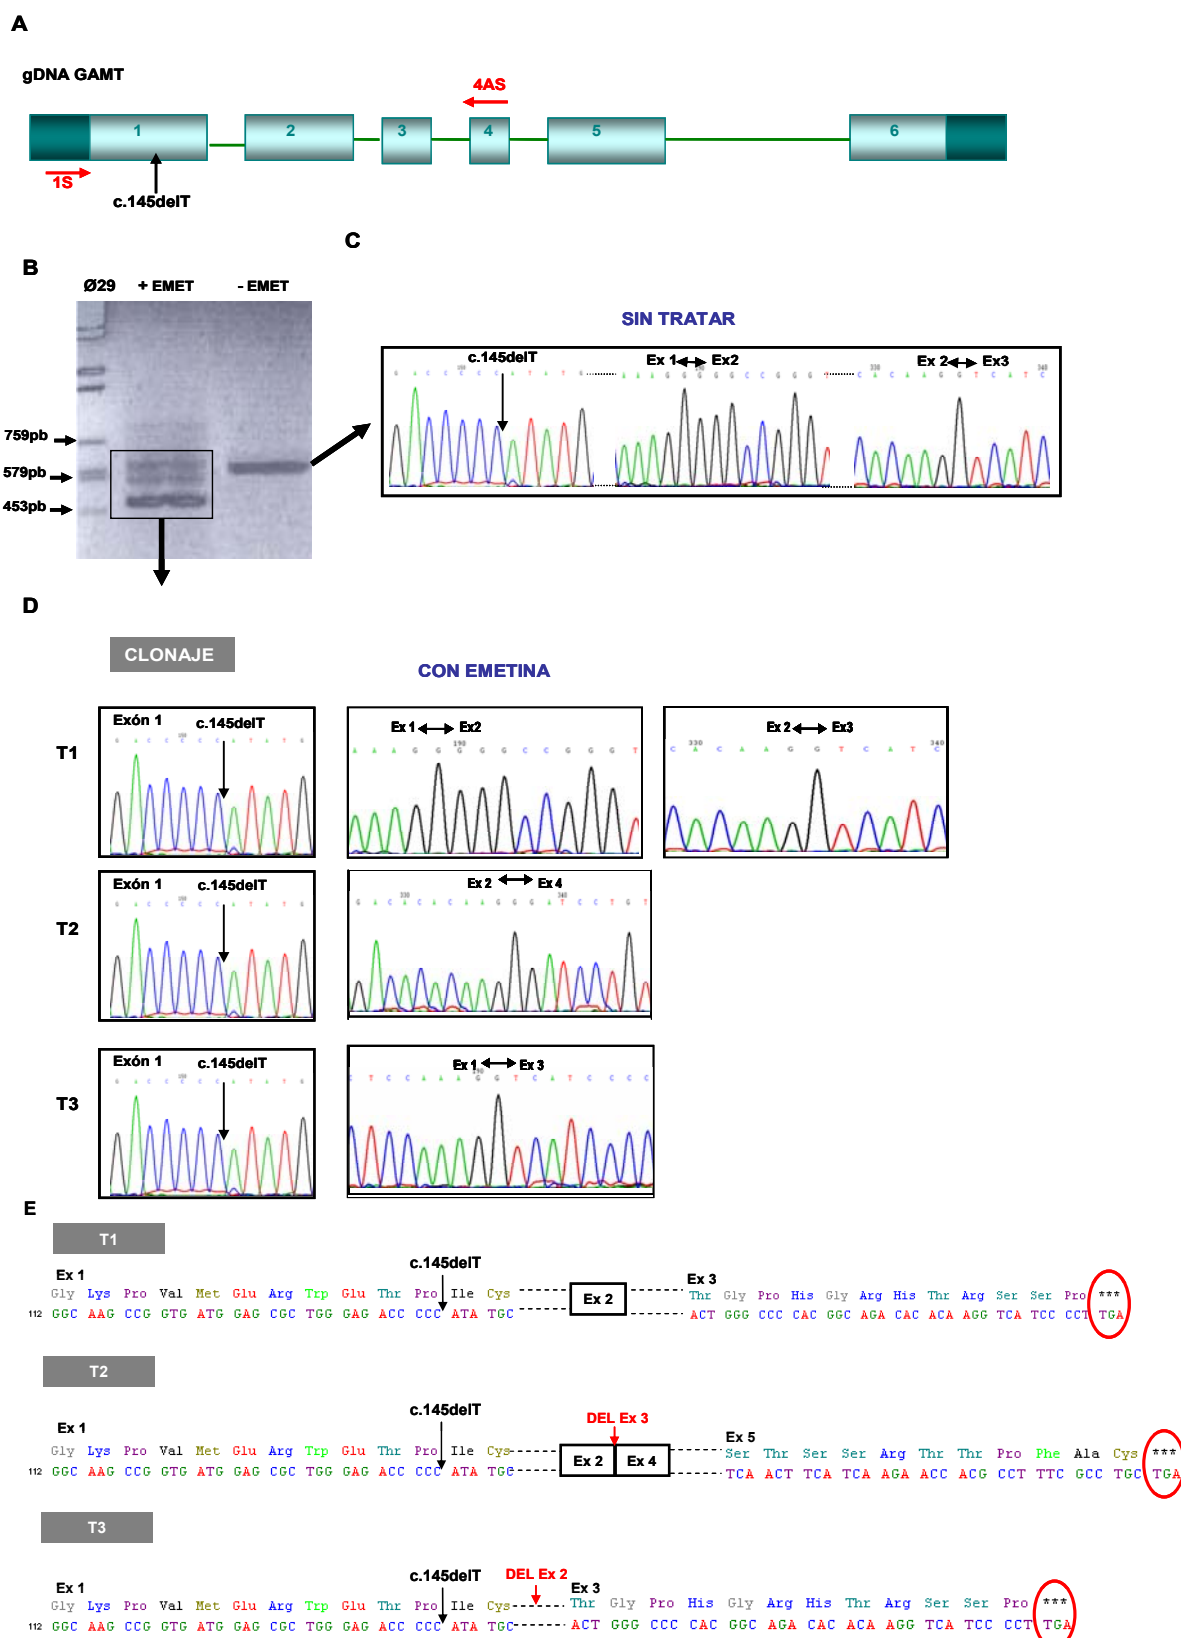 A
gDNA GAMT
4AS
1 2 3 4 5 6
1S
c.145delT
C
B
Ø29 + EMET - EMET
SIN TRATAR
c.145delT Ex 1 Ex2 Ex 2 Ex3
G A C C C C C A T A T G A A A G G G G G C C G G G T C A C A A G G T C A T C
190 330 340
759pb
579pb
453pb
D
CLONAJE
CON EMETINA
Exón 1 c.145delT Ex 1 Ex2 Ex 2 Ex3
T1
G A C C C C C A T A T G A A A G G G G G C C G G G T C A C A A G G T C A T C
190 330 340
Exón 1 c.145delT Ex 2 Ex 4
T2
G A C C C C C A T A T G G A C A C A C A A G G G A T C C T G T
330 340
Exón 1 c.145delT Ex 1 Ex 3
T3
G A C C C C C A T A T G C T C C A A A G G T C A T C C C C
190
E
T1
c.145delT
Ex 1 Ex 3
Gly Lys Pro Val Met Glu Arg Trp Glu Thr Pro Ile Cys Ex 2 Thr Gly Pro His Gly Arg His Thr Arg Ser Ser Pro ***
112 GGC AAG CCG GTG ATG GAG CGC TGG GAG ACC CCC ATA TGC ACT GGG CCC CAC GGC AGA CAC ACA AGG TCA TCC CCT TGA
T2
c.145delT DEL Ex 3
Ex 1 Ex 5
Gly Lys Pro Val Met Glu Arg Trp Glu Thr Pro Ile Cys Ex 2 Ex 4 Ser Thr Ser Ser Arg Thr Thr Pro Phe Ala Cys ***
112 GGC AAG CCG GTG ATG GAG CGC TGG GAG ACC CCC ATA TGC TCA ACT TCA TCA AGA ACC ACG CCT TTC GCC TGC TGA
T3
c.145delT DEL Ex 2
Ex 1 Ex 3
Gly Lys Pro Val Met Glu Arg Trp Glu Thr Pro Ile Cys Thr Gly Pro His Gly Arg His Thr Arg Ser Ser Pro ***
112 GGC AAG CCG GTG ATG GAG CGC TGG GAG ACC CCC ATA TGC ACT GGG CCC CAC GGC AGA CAC ACA AGG TCA TCC CCT TGA